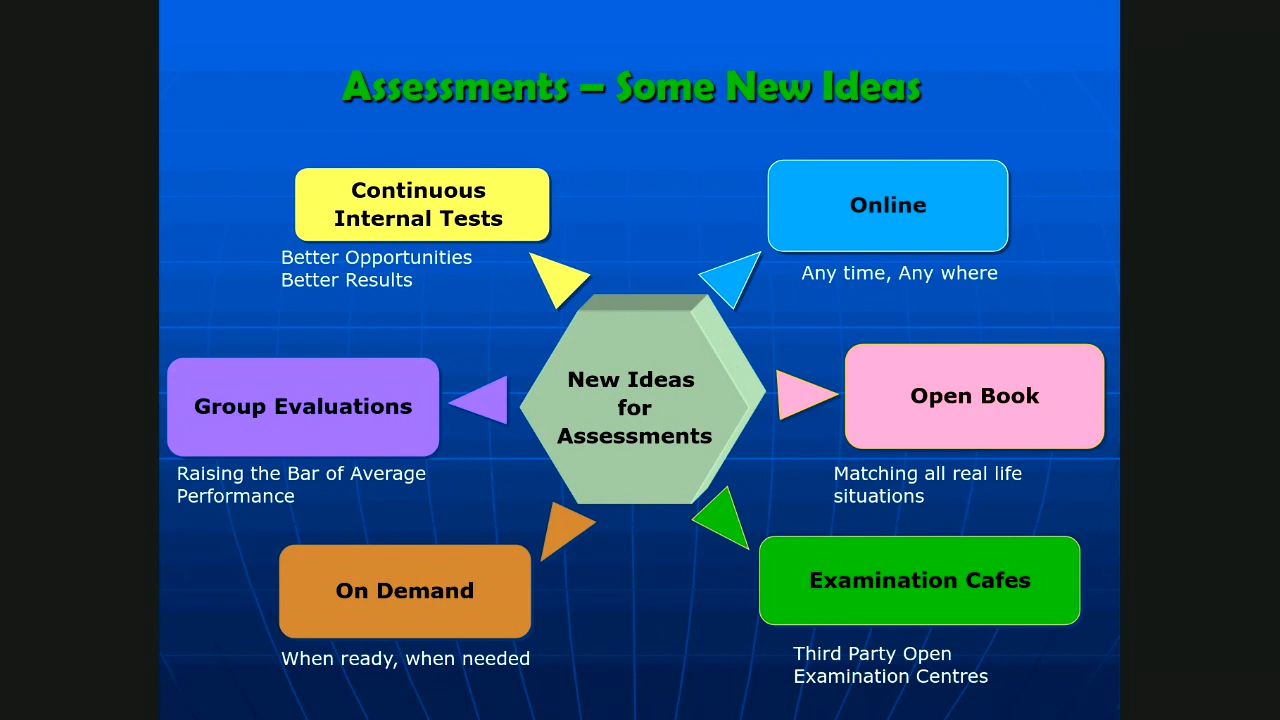 Assessments – Some New Ideas
Continuous
Internal Tests
Better Opportunities
Better Results
Online
Any time, Any where
Group Evaluations
Raising the Bar of Average
Performance
New Ideas
for
Assessments
Open Book
Matching all real life
situations
On Demand
When ready, when needed
Examination Cafes
Third Party Open
Examination Centres